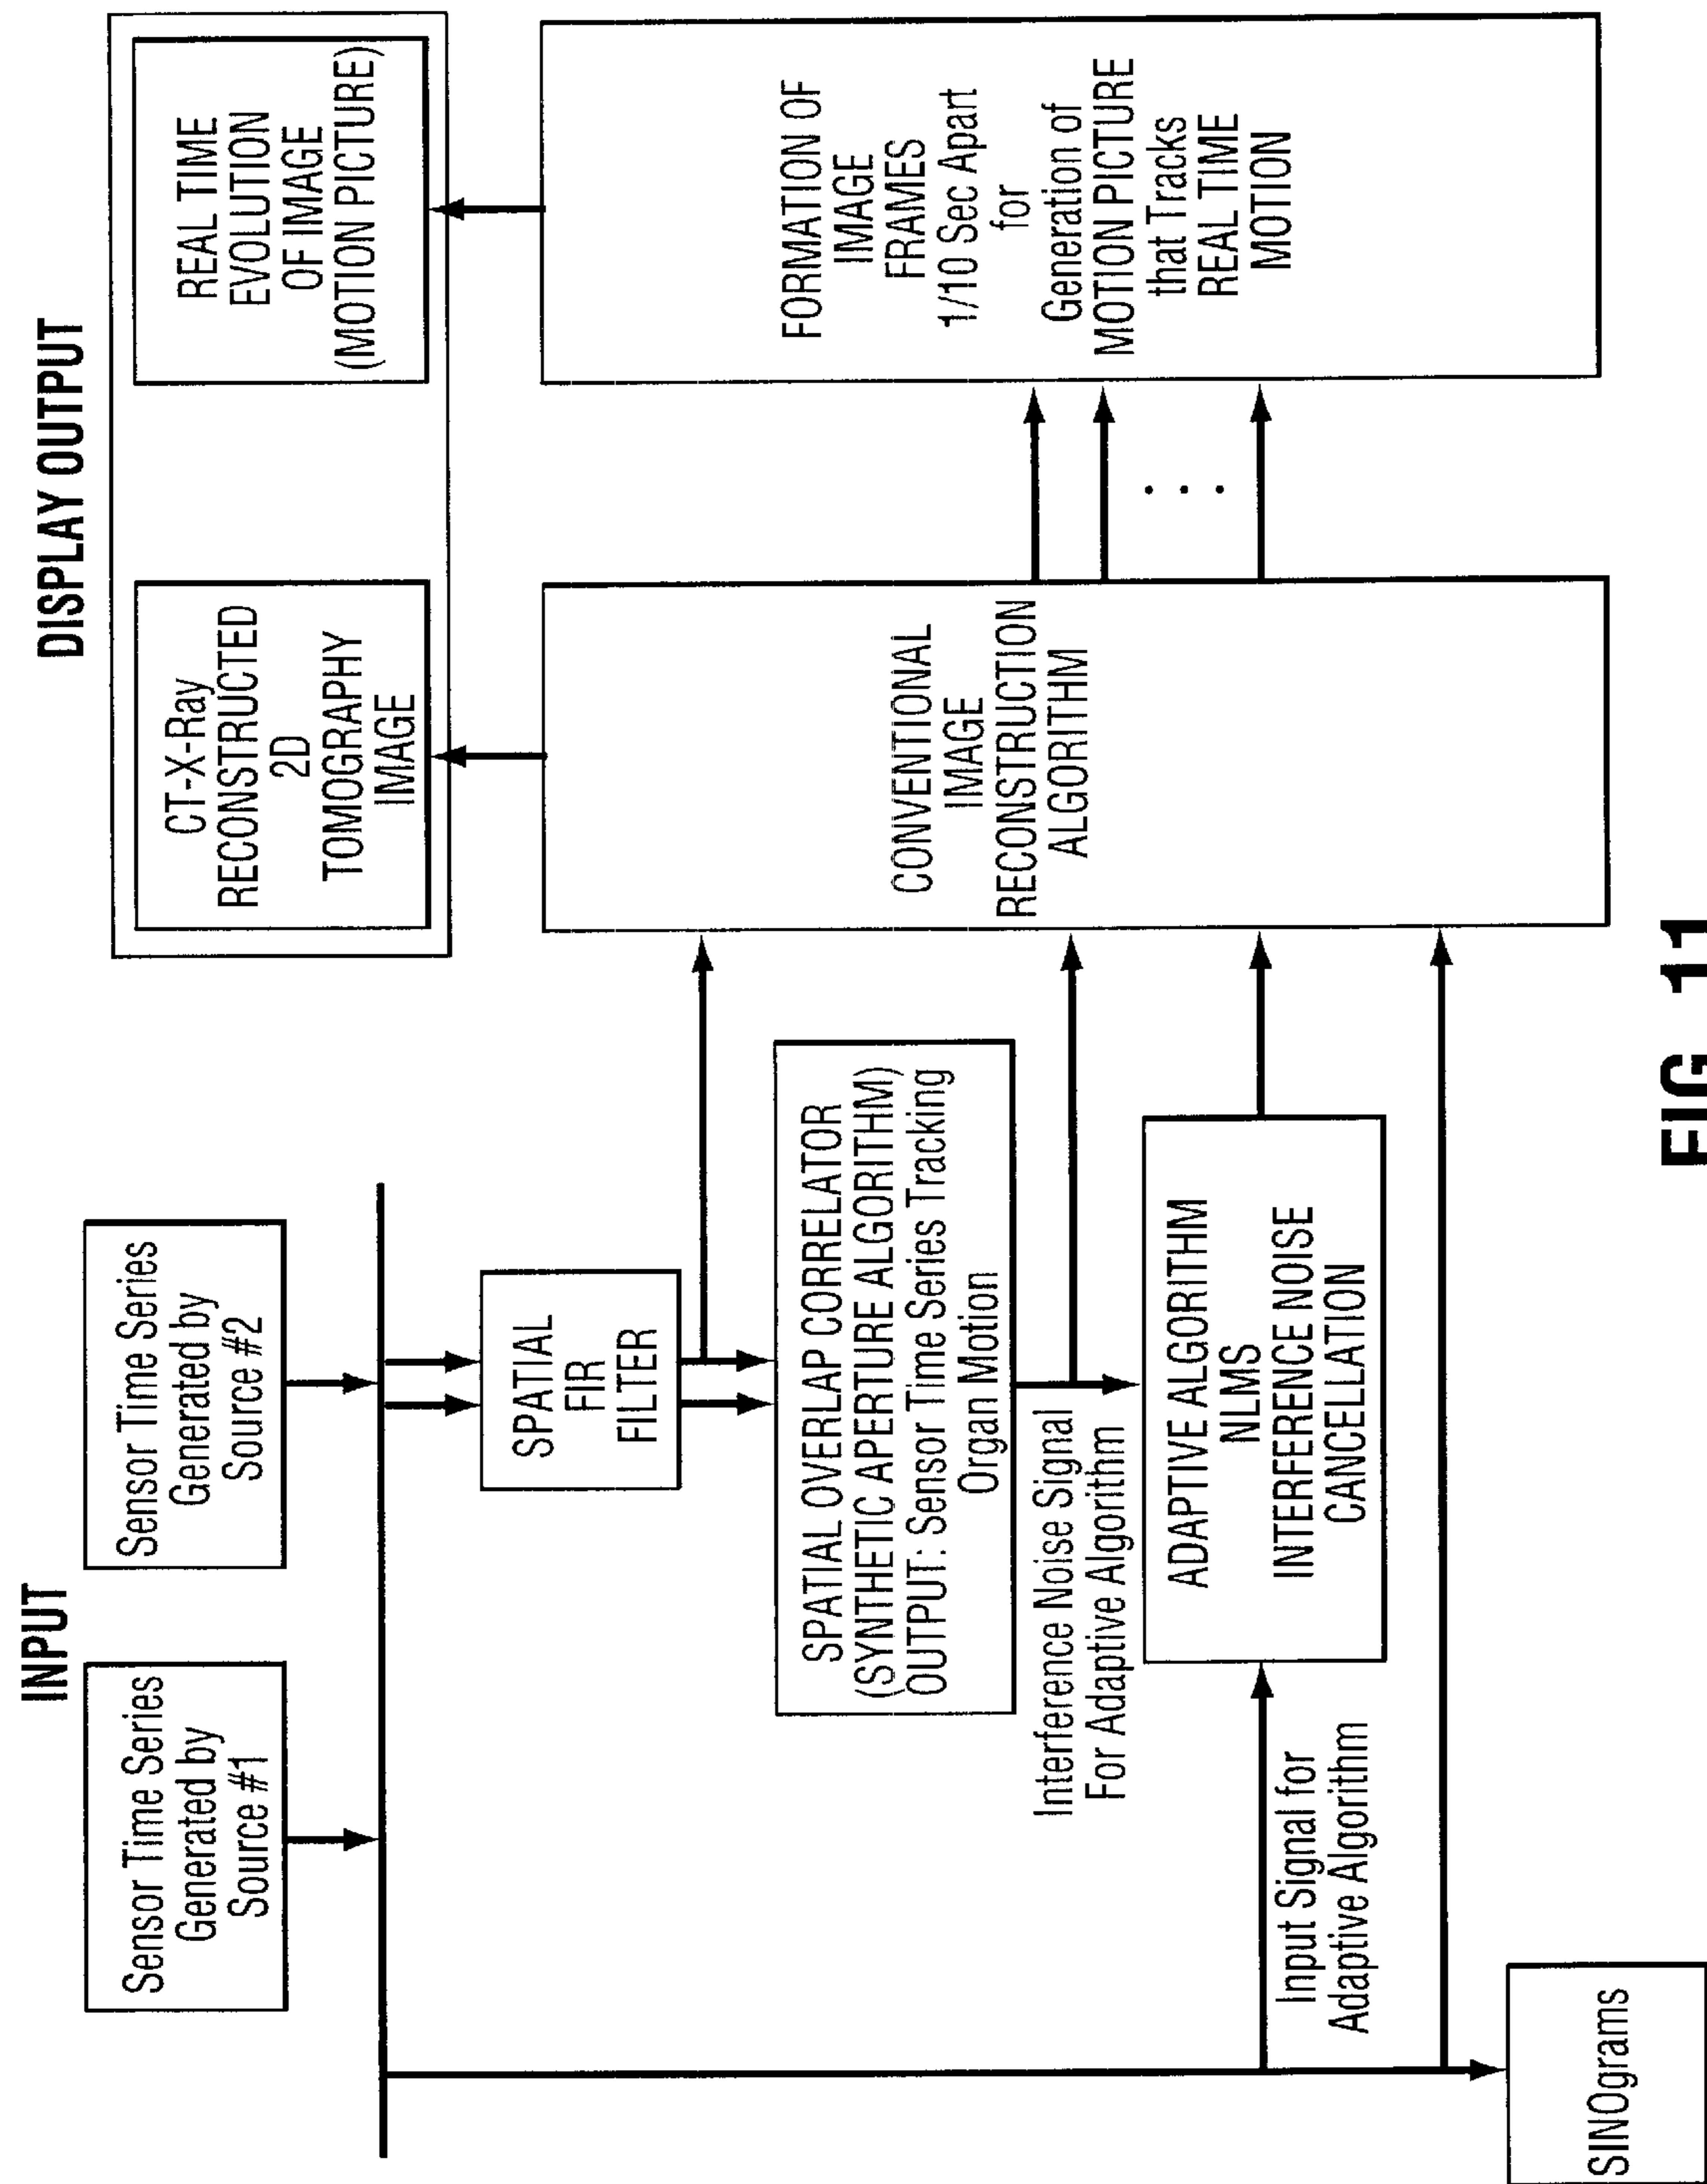 INPUT
DISPLAY OUTPUT
Sensor Time Series
Generated by
Source #1
Sensor Time Series
Generated by
Source #2
CT-X-Ray
RECONSTRUCTED
2D
TOMOGRAPHY
IMAGE
REAL TIME
EVOLUTION
OF IMAGE
(MOTION PICTURE)
SPATIAL
FIR
FILTER
SPATIAL OVERLAP CORRELATOR
(SYNTHETIC APERTURE ALGORITHM)
OUTPUT: Sensor Time Series Tracking
Organ Motion
Interference Noise Signal
For Adaptive Algorithm
ADAPTIVE ALGORITHM
NLMS
INTERFERENCE NOISE
CANCELLATION
Input Signal for
Adaptive Algorithm
SINOgrams
CONVENTIONAL
IMAGE
RECONSTRUCTION
ALGORITHM
FORMATION OF
IMAGE
FRAMES
1/10 Sec Apart
for
Generation of
MOTION PICTURE
that Tracks
REAL TIME
MOTION
FIG. 11